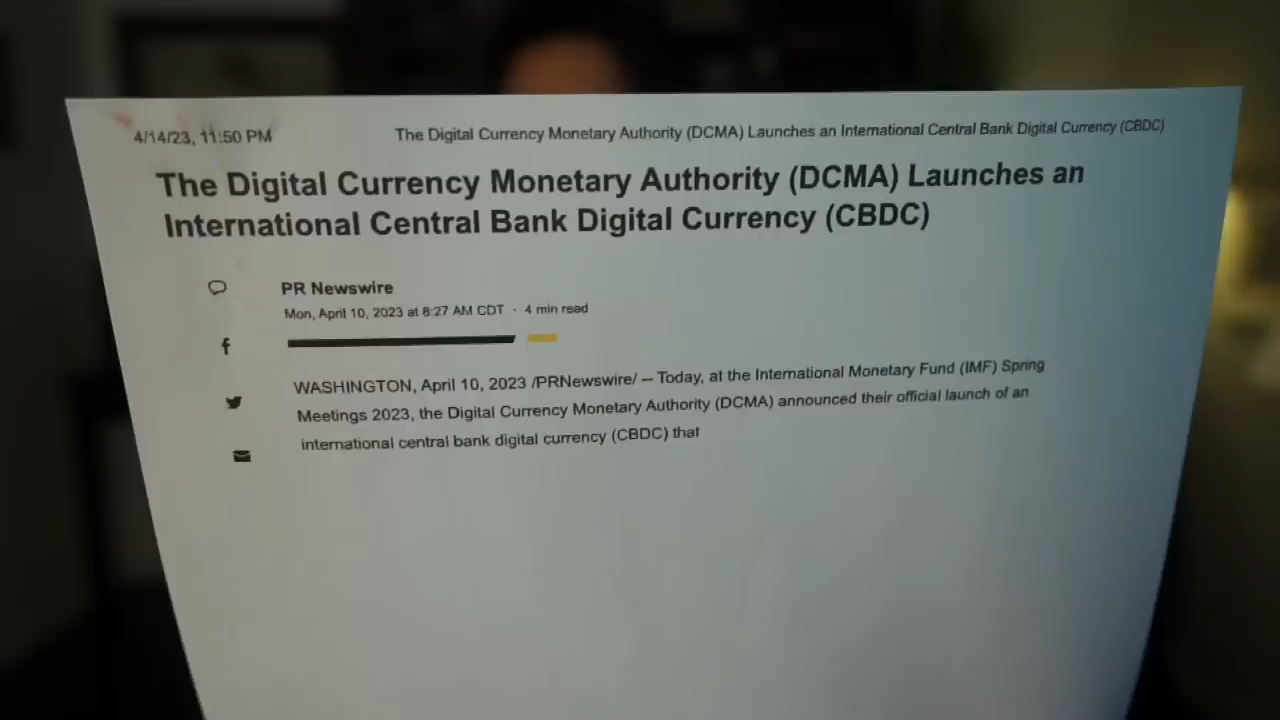 4/14/23, 11:50 PM The Digital Currency Monetary Authority (DCMA) Launches an International Central Bank Digital Currency (CBDC)
The Digital Currency Monetary Authority (DCMA) Launches an
International Central Bank Digital Currency (CBDC)
PR Newswire
Mon, April 10, 2023 at 8:27 AM CDT · 4 min read
WASHINGTON, April 10, 2023 /PRNewswire/ -- Today, at the International Monetary Fund (IMF) Spring
Meetings 2023, the Digital Currency Monetary Authority (DCMA) announced their official launch of an
international central bank digital currency (CBDC) that